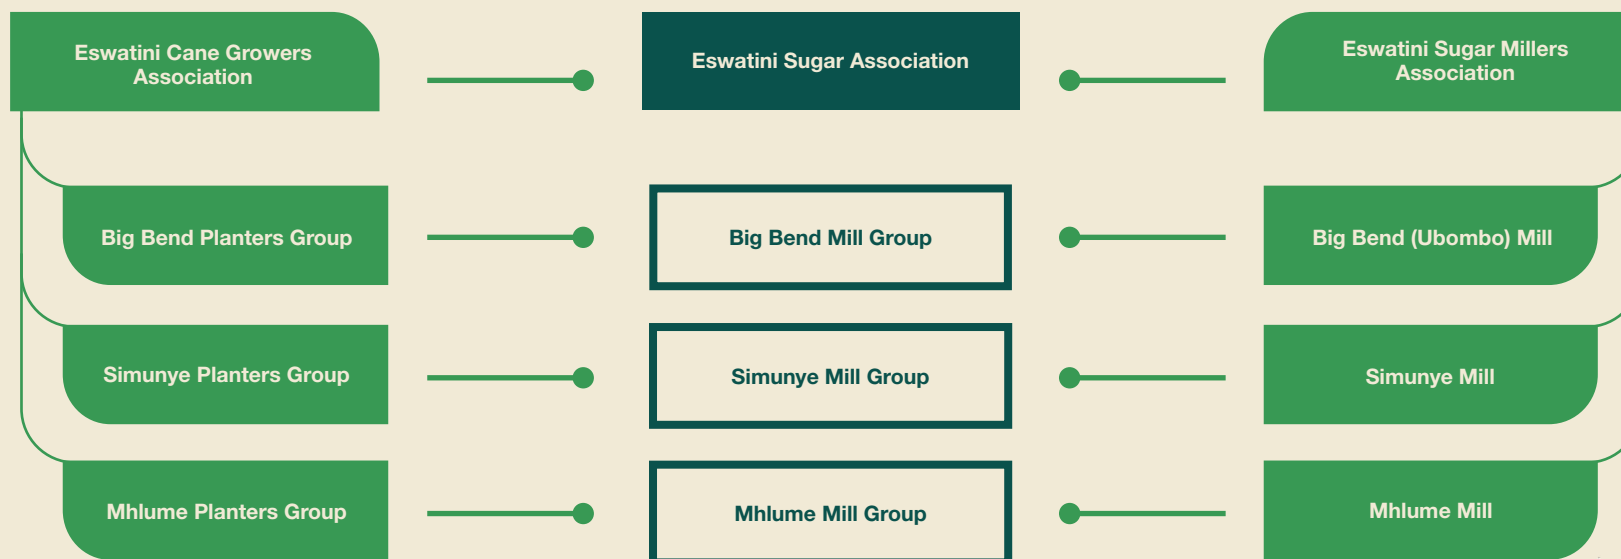 Eswatini Cane Growers
Association
Eswatini Sugar Association
Eswatini Sugar Millers
Association
Big Bend Planters Group
Big Bend Mill Group
Big Bend (Ubombo) Mill
Simunye Planters Group
Simunye Mill Group
Simunye Mill
Mhlume Planters Group
Mhlume Mill Group
Mhlume Mill